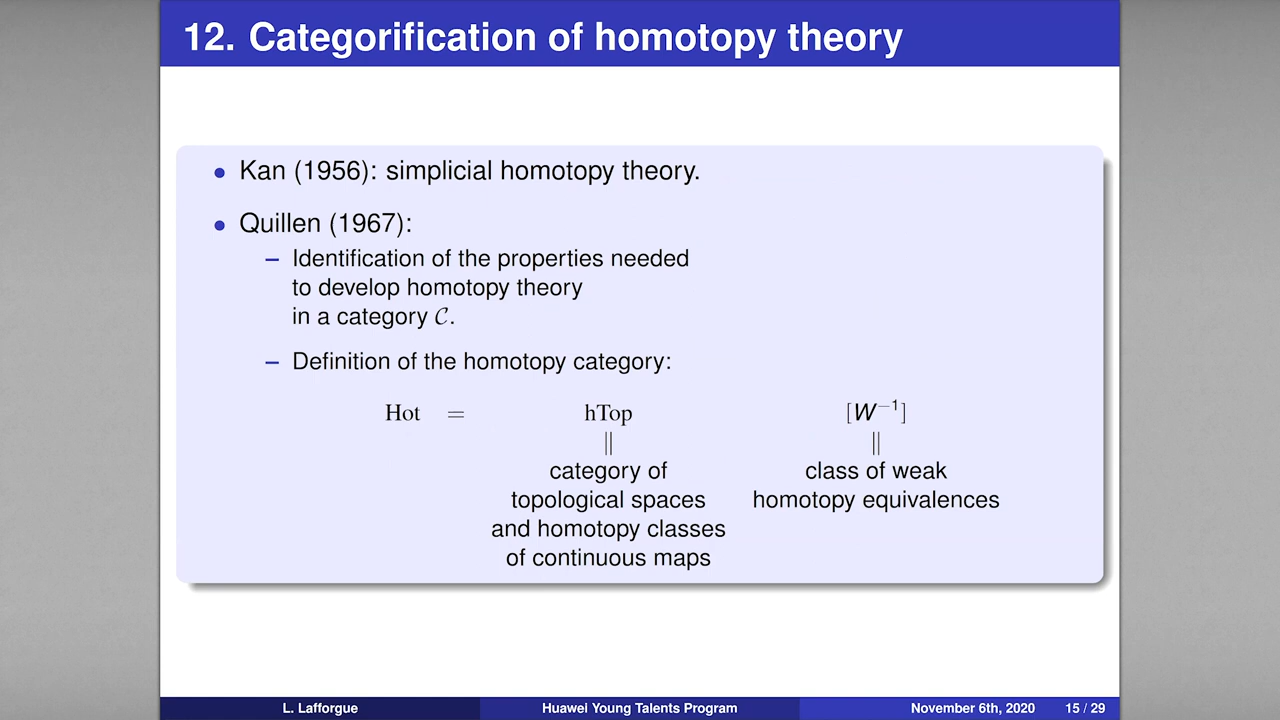 12. Categorification of homotopy theory
• Kan (1956): simplicial homotopy theory.
• Quillen (1967):
– Identification of the properties needed
to develop homotopy theory
in a category 𝒞.
– Definition of the homotopy category:
Hot = hTop [W⁻¹]
|| ||
category of class of weak
topological spaces homotopy equivalences
and homotopy classes
of continuous maps
L. Lafforgue Huawei Young Talents Program November 6th, 2020 15 / 29